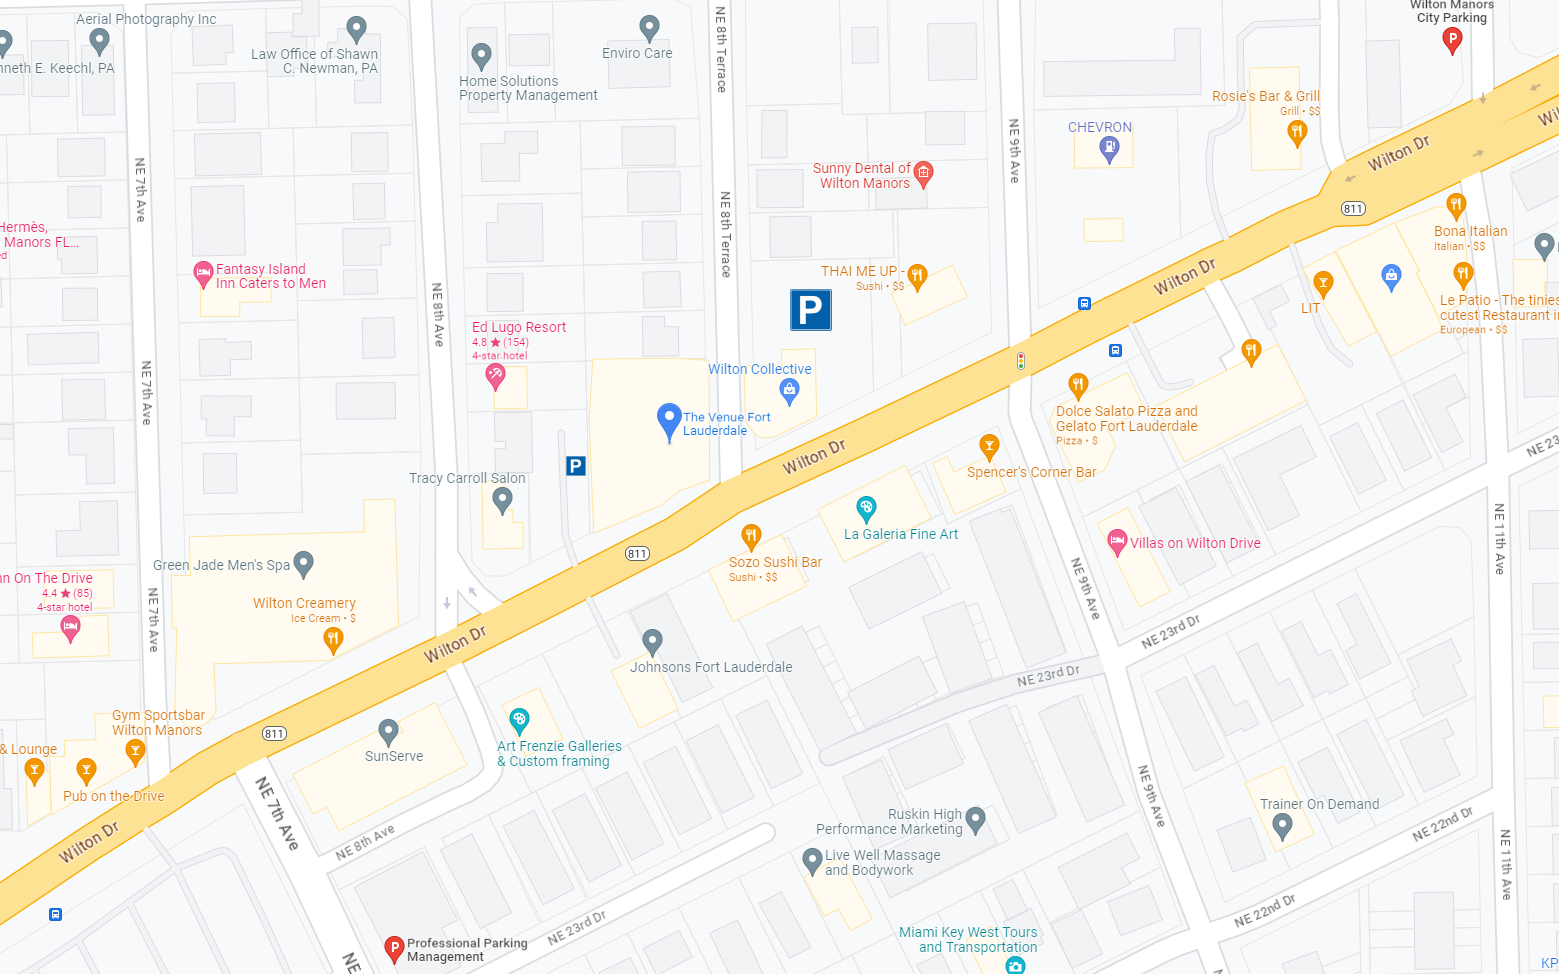 Aerial Photography Inc
nneth E. Keechl, PA
Law Office of Shawn
C. Newman, PA
Home Solutions
Property Management
Enviro Care
NE 8th Terrace
Wilton Manors
City Parking
P
Rosie's Bar & Grill
Grill • $$
CHEVRON
Wilton Dr
Wil
NE 7th Ave
NE 9th Ave
Sunny Dental of
Wilton Manors
NE 8th Terrace
811
Bona Italian
Italian • $$
Hermès,
Manors FL...
ed
Fantasy Island
Inn Caters to Men
NE 8th Ave
THAI ME UP -
Sushi • $$
P
Wilton Dr
LIT
Le Patio - The tinies
cutest Restaurant i
European • $$
Ed Lugo Resort
4.8 ★ (154)
4-star hotel
NE 7th Ave
Wilton Collective
The Venue Fort
Lauderdale
Dolce Salato Pizza and
Gelato Fort Lauderdale
Pizza • $
NE 23
Wilton Dr
P
Tracy Carroll Salon
Spencer's Corner Bar
La Galeria Fine Art
Villas on Wilton Drive
NE 11th Ave
811
Sozo Sushi Bar
Sushi • $$
Green Jade Men's Spa
nn On The Drive
4.4 ★ (85)
4-star hotel
NE 7th Ave
Wilton Creamery
Ice Cream • $
NE 9th Ave
NE 23rd Dr
Wilton Dr
Johnsons Fort Lauderdale
NE 23rd Dr
Gym Sportsbar
Wilton Manors
811
SunServe
Art Frenzie Galleries
& Custom framing
& Lounge
Pub on the Drive
NE 7th Ave
NE 9th Ave
Trainer On Demand
Wilton Dr
NE 8th Ave
Ruskin High
Performance Marketing
Live Well Massage
and Bodywork
NE 22nd Dr
NE 11th Ave
NE 22nd Dr
NE 23rd Dr
P
Professional Parking
Management
Miami Key West Tours
and Transportation
NE
KP